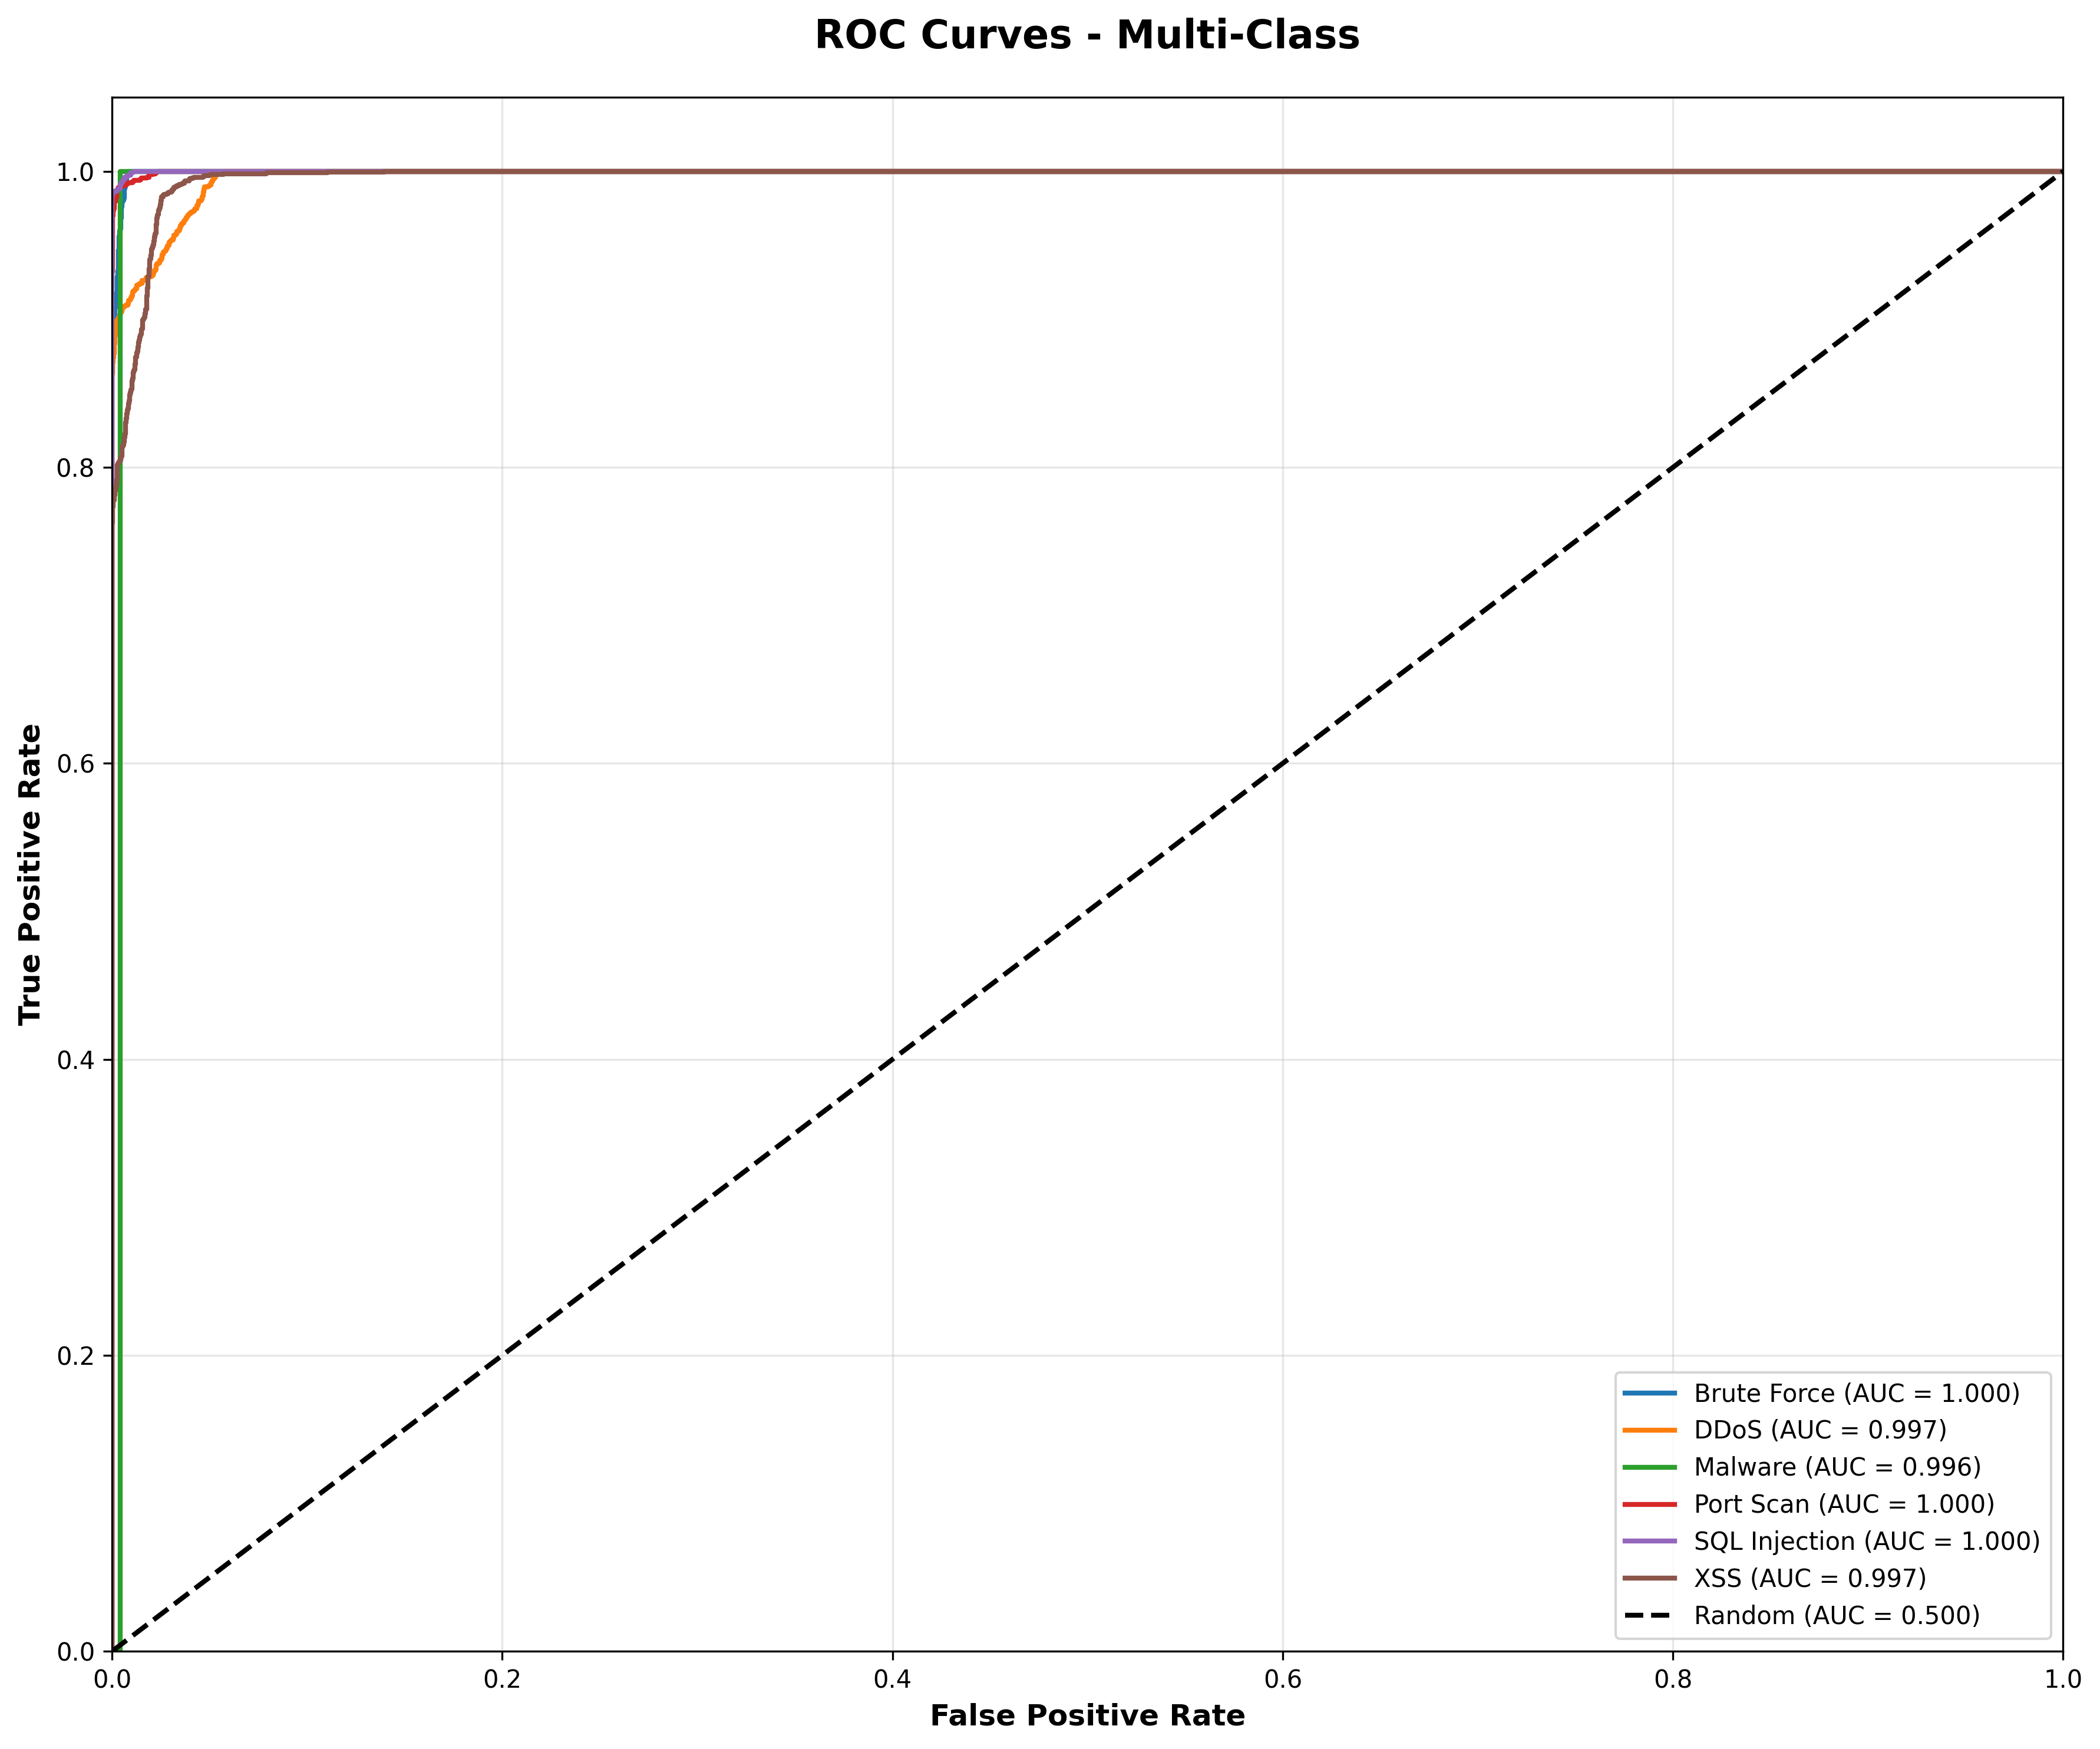 ROC Curves - Multi-Class
True Positive Rate
1.0
0.8
0.6
0.4
0.2
0.0
0.0 0.2 0.4 0.6 0.8 1.0
False Positive Rate
Brute Force (AUC = 1.000)
DDoS (AUC = 0.997)
Malware (AUC = 0.996)
Port Scan (AUC = 1.000)
SQL Injection (AUC = 1.000)
XSS (AUC = 0.997)
Random (AUC = 0.500)